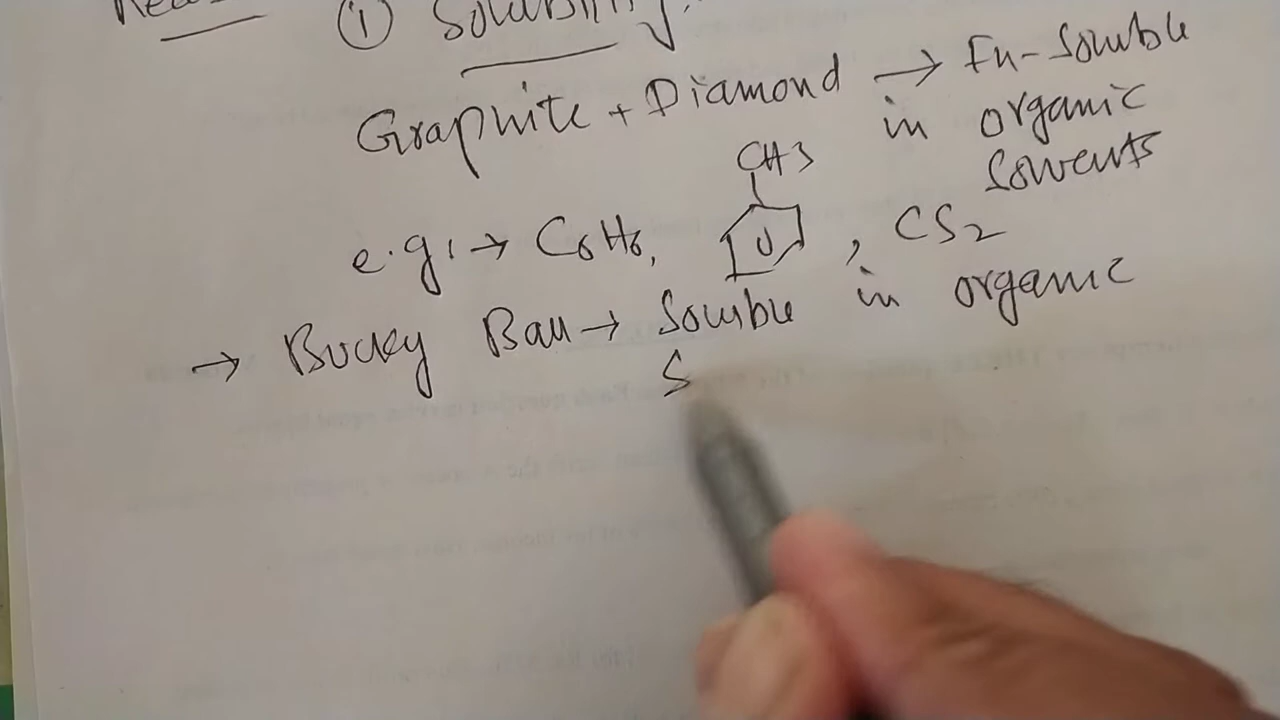 ① Solubility
Graphite + Diamond → In-Soluble
in organic
Solvents
CH3
e.g. → C6H6, , CS2
→ Bucky Ball → Soluble in organic
S